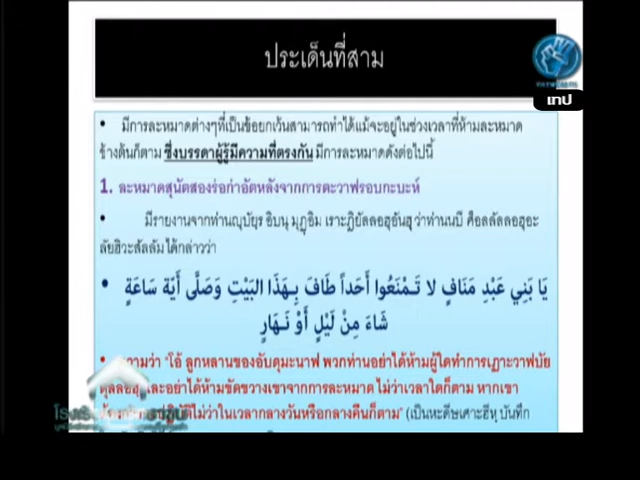 ประเด็นที่สาม
เทป
• มีการละหมาดต่างๆที่เป็นข้อยกเว้นสามารถทำได้แม้จะอยู่ในช่วงเวลาที่ห้ามละหมาด
ข้างต้นก็ตาม ซึ่งบรรดาผู้รู้มีความที่ตรงกัน มีการละหมาดดังต่อไปนี้
1. ละหมาดสุนัตสองร่อกำอัตหลังจากการตะวาฟรอบกะบะห์
• มีรายงานจากท่านญุบัยร อิบนุ มุฏอิม เราะฎิยัลลอฮุอันฮุ ว่าท่านนบี ศ็อลลัลลอฮุอะ
ลัยฮิวะสัลลัม ได้กล่าวว่า
• يَا بَنِي عَبْدِ مَنَافٍ لا تَـمْنَعُوا أَحَداً طَافَ بِـهَذَا البَيْتِ وَصَلَّى أَيَّةَ سَاعَةٍ
شَاءَ مِنْ لَيْلٍ أَوْ نَـهَارٍ
ความว่า "โอ้ ลูกหลานของอับดุมะนาฟ พวกท่านอย่าได้ห้ามผู้ใดทำการเฏาะวาฟบัย
ตุลลอฮฺ และอย่าได้ห้ามขัดขวางเขาจากการละหมาด ไม่ว่าเวลาใดก็ตาม หากเขา
ไม่ว่าในเวลากลางวันหรือกลางคืนก็ตาม" (เป็นหะดีษเศาะฮีหฺ บันทึก